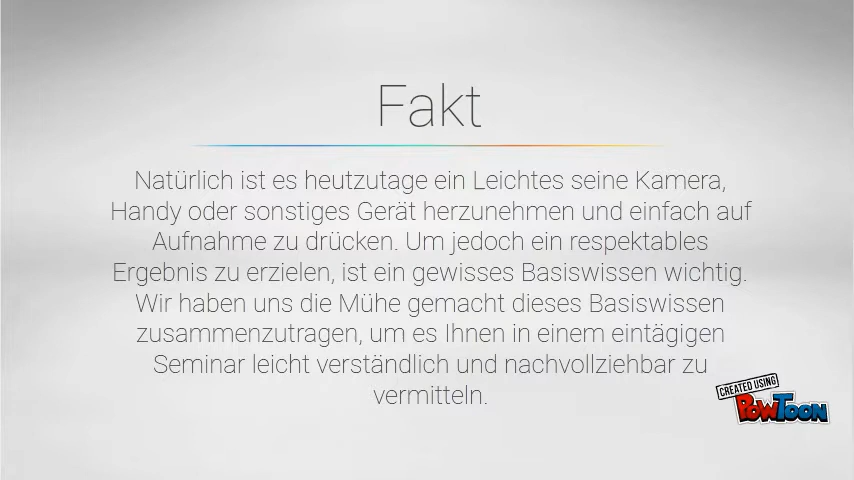 Fakt
Natürlich ist es heutzutage ein Leichtes seine Kamera,
Handy oder sonstiges Gerät herzunehmen und einfach auf
Aufnahme zu drücken. Um jedoch ein respektables
Ergebnis zu erzielen, ist ein gewisses Basiswissen wichtig.
Wir haben uns die Mühe gemacht dieses Basiswissen
zusammenzutragen, um es Ihnen in einem eintägigen
Seminar leicht verständlich und nachvollziehbar zu
vermitteln.
CREATED USING
PowToon